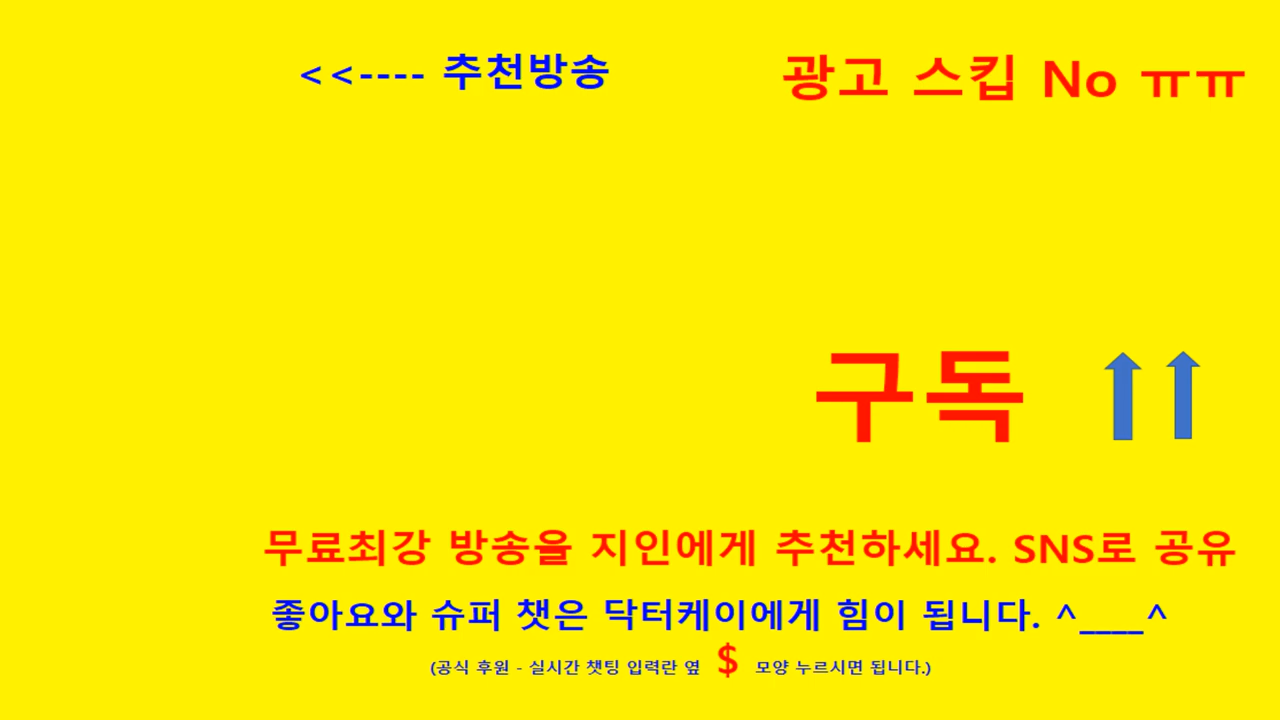 <<---- 추천방송
광고 스킵 No ㅠㅠ
구독
무료최강 방송을 지인에게 추천하세요. SNS로 공유
좋아요와 슈퍼 챗은 닥터케이에게 힘이 됩니다. ^____^
(공식 후원 - 실시간 챗팅 입력란 옆 $ 모양 누르시면 됩니다.)